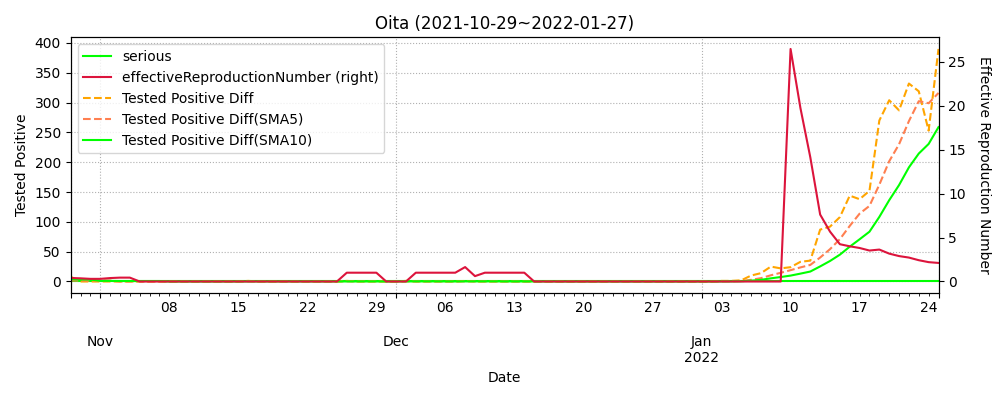 Oita (2021-10-29~2022-01-27)
serious
effectiveReproductionNumber (right)
Tested Positive Diff
Tested Positive Diff(SMA5)
Tested Positive Diff(SMA10)
Tested Positive
400
350
300
250
200
150
100
50
0
25
20
15
10
5
0
Effective Reproduction Number
08 15 22 29 06 13 20 27 03 10 17 24
Nov Dec Jan
2022
Date